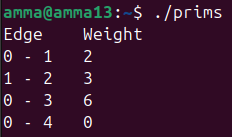 amma@amma13:~$ ./prims
Edge    Weight
0 - 1    2
1 - 2    3
0 - 3    6
0 - 4    0